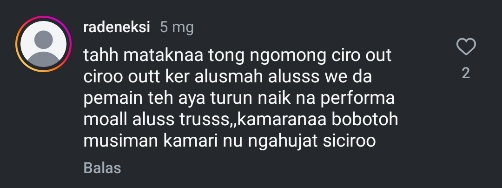 radeneksi 5 mg
tahh mataknaa tong ngomong ciro out
ciroo outt ker alusmah alusss we da
pemain teh aya turun naik na performa
moall aluss trusss,,kamaranaa bobotoh
musiman kamari nu ngahujat siciroo
2
Balas